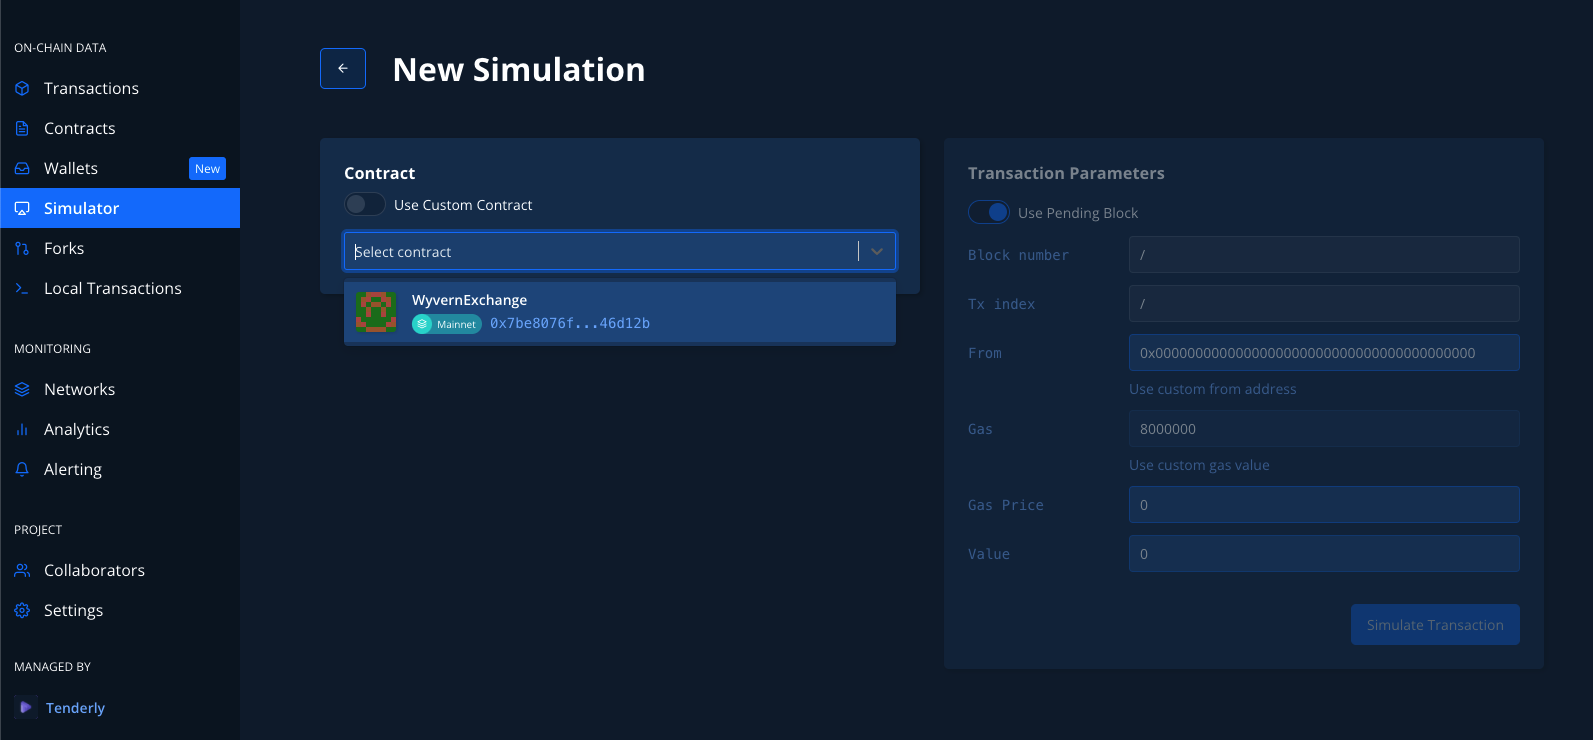 ON-CHAIN DATA
Transactions
Contracts
Wallets
New
Simulator
Forks
Local Transactions
MONITORING
Networks
Analytics
Alerting
PROJECT
Collaborators
Settings
MANAGED BY
Tenderly
New Simulation
Contract
Use Custom Contract
Select contract
WyvernExchange
Mainnet 0x7be8076f...46d12b
Transaction Parameters
Use Pending Block
Block number /
Tx index /
From 0x0000000000000000000000000000000000000000
Use custom from address
Gas 8000000
Use custom gas value
Gas Price 0
Value 0
Simulate Transaction